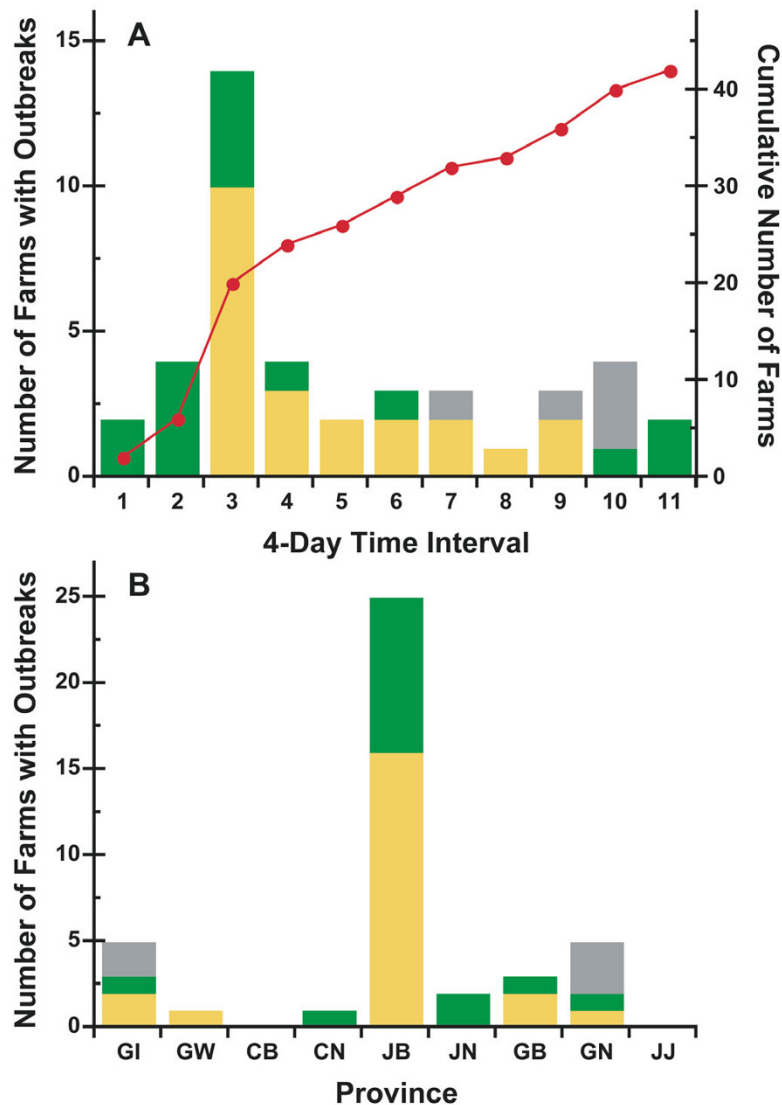 A
Number of Farms with Outbreaks
15
10
5
0
Cumulative Number of Farms
40
30
20
10
0
1 2 3 4 5 6 7 8 9 10 11
4-Day Time Interval
B
Number of Farms with Outbreaks
25
20
15
10
5
0
GI GW CB CN JB JN GB GN JJ
Province